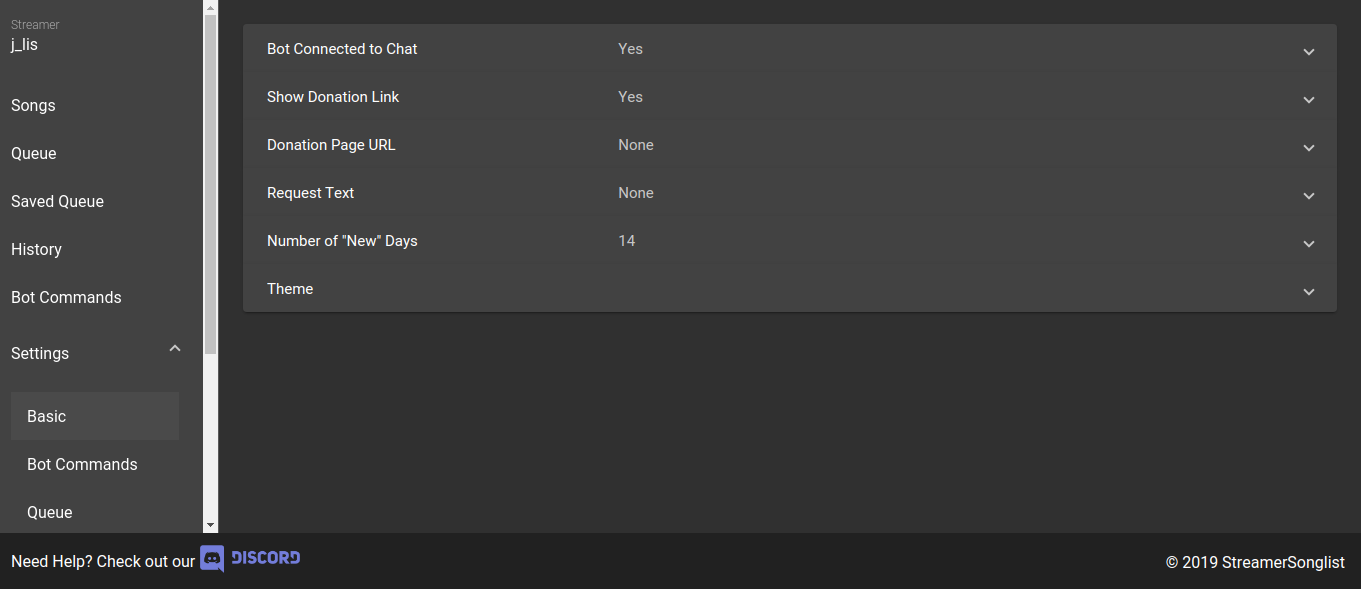 Streamer
j_lis
Songs
Queue
Saved Queue
History
Bot Commands
Settings
Basic
Bot Commands
Queue
Bot Connected to Chat Yes
Show Donation Link Yes
Donation Page URL None
Request Text None
Number of "New" Days 14
Theme
Need Help? Check out our DISCORD
© 2019 StreamerSonglist